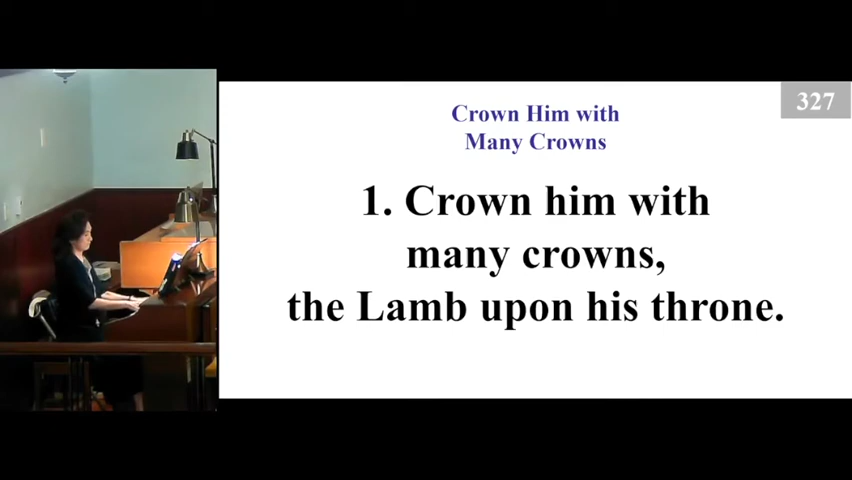 327
Crown Him with
Many Crowns
1. Crown him with
many crowns,
the Lamb upon his throne.